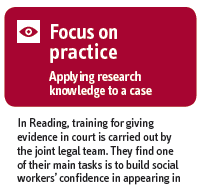 Focus on
practice
Applying research
knowledge to a case
In Reading, training for giving
evidence in court is carried out by
the joint legal team. They find one
of their main tasks is to build social
workers' confidence in appearing in